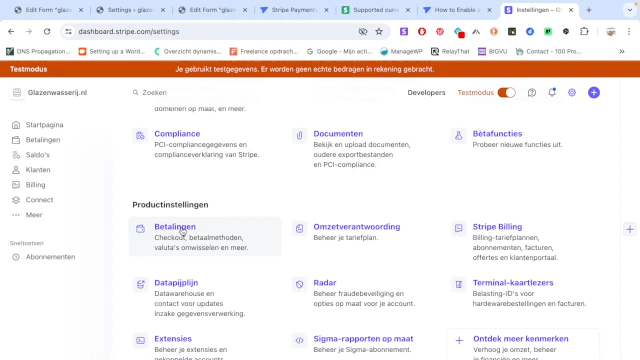 Edit Form "glaze
Settings ‹ glaze
Edit Form "glaze
Stripe Payment
Supported curre
How to Enable
Instellingen – G
dashboard.stripe.com/settings
DNS Propagation...
Setting up a Word...
Overzicht dynamis...
Freelance opdrach...
Google - Mijn acti...
ManageWP
RelayThat
BIGVU
Contact - 100 Pro...
Testmodus
Je gebruikt testgegevens. Er worden geen echte bedragen in rekening gebracht.
Glazenwasserij.nl
Zoeken
Developers
Testmodus
domeinen op maat, en meer.
Startpagina
Betalingen
Saldo's
Klanten
Billing
Connect
Meer
Snelkoetsen
Abonnementen
Compliance
PCI-compliancegegevens en
complianceverklaring van Stripe.
Documenten
Bekijk en upload documenten,
oudere exportbestanden
en PCI-compliance.
Bètafuncties
Probeer nieuwe functies uit.
Productinstellingen
Betalingen
Checkout, betaalmethoden,
valuta's omwisselen en meer.
Omzetverantwoording
Beheer je tariefplan.
Stripe Billing
Billing-tariefplannen,
abonnementen, facturen,
offertes en klantenportaal.
Datapijplijn
Datawarehouse en
contact voor updates
inzake gegevensverwerking.
Radar
Beheer fraudebeveiliging en
opties op maat voor je account.
Terminal-kaartlezers
Belasting-ID's voor
hardwarebestellingen en facturen.
Extensies
Beheer je extensies en
gekoppelde accounts
Sigma-rapporten op maat
Beheer je Sigma-abonnement.
Ontdek meer kenmerken
Verhoog je omzet, beheer
je financiën en meer